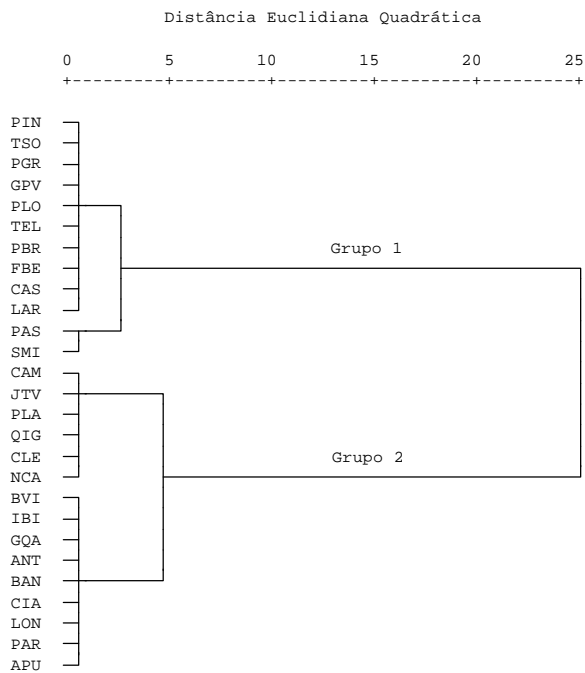 Distância Euclidiana Quadrática
0 5 10 15 20 25
+---------+---------+---------+---------+---------+
PIN
TSO
PGR
GPV
PLO
TEL
PBR
Grupo 1
FBE
CAS
LAR
PAS
SMI
CAM
JTV
PLA
QIG
CLE
Grupo 2
NCA
BVI
IBI
GQA
ANT
BAN
CIA
LON
PAR
APU